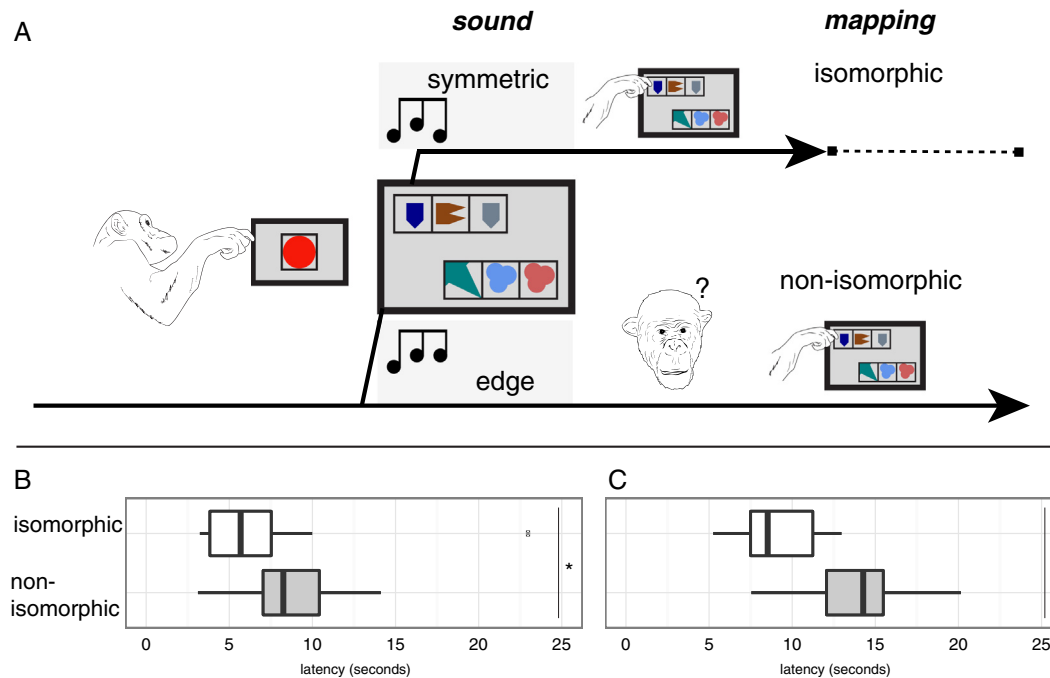 A
sound
mapping
symmetric
isomorphic
?
non-isomorphic
edge
B
C
isomorphic
*
non-
isomorphic
0 5 10 15 20 25
0 5 10 15 20 25
latency (seconds)
latency (seconds)